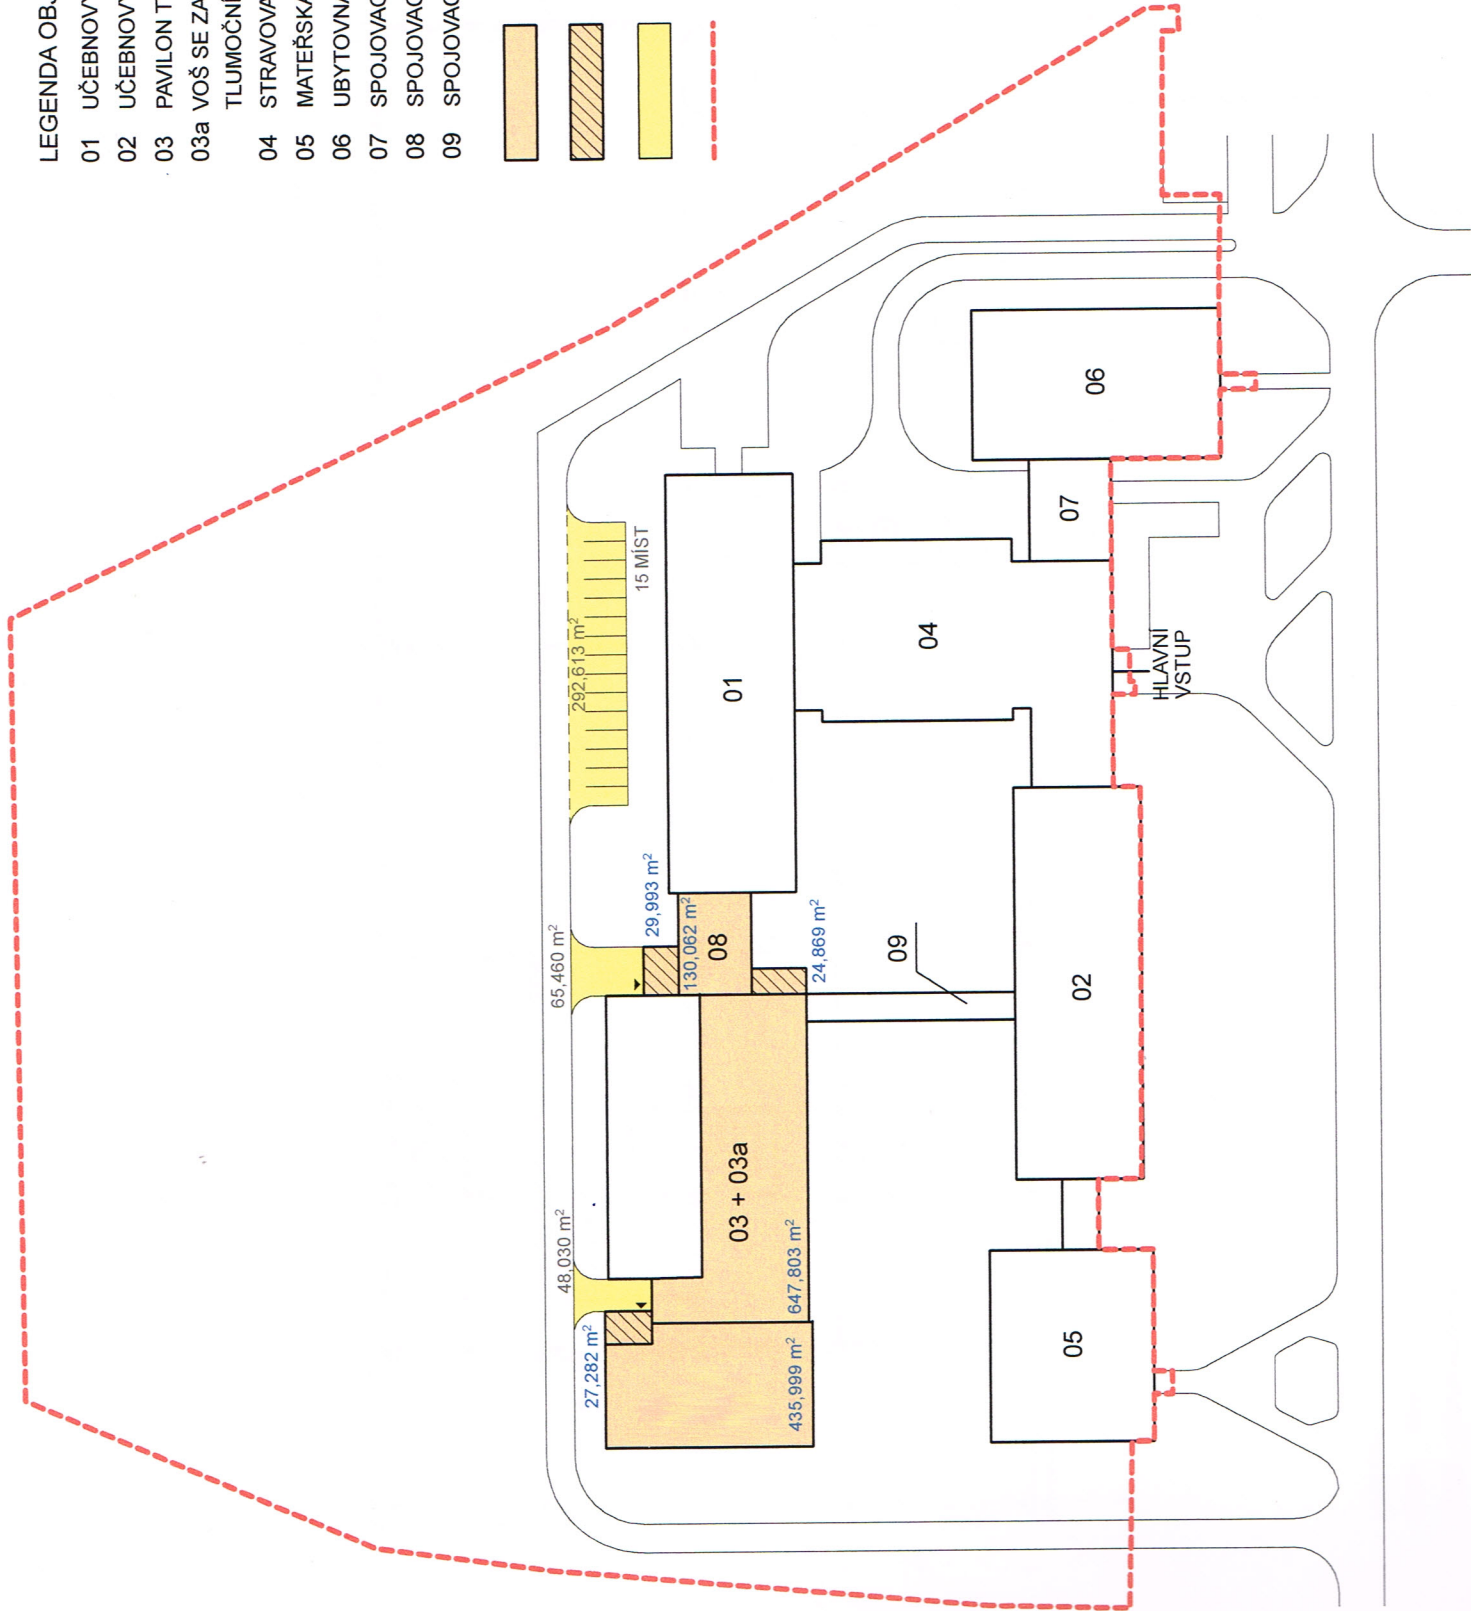 LEGENDA OBJ
01 UČEBNOVÝ
02 UČEBNOVÝ
03 PAVILON T
03a VOŠ SE ZA
TLUMOČNÍ
04 STRAVOVA
05 MATEŘSKÁ
06 UBYTOVNA
07 SPOJOVAC
08 SPOJOVAC
09 SPOJOVAC
292,613 m²
15 MÍST
01
04
06
07
HLAVNÍ
VSTUP
65,460 m²
29,993 m²
130,062 m²
08
24,869 m²
09
02
48,030 m²
03 + 03a
647,803 m²
27,282 m²
435,999 m²
05